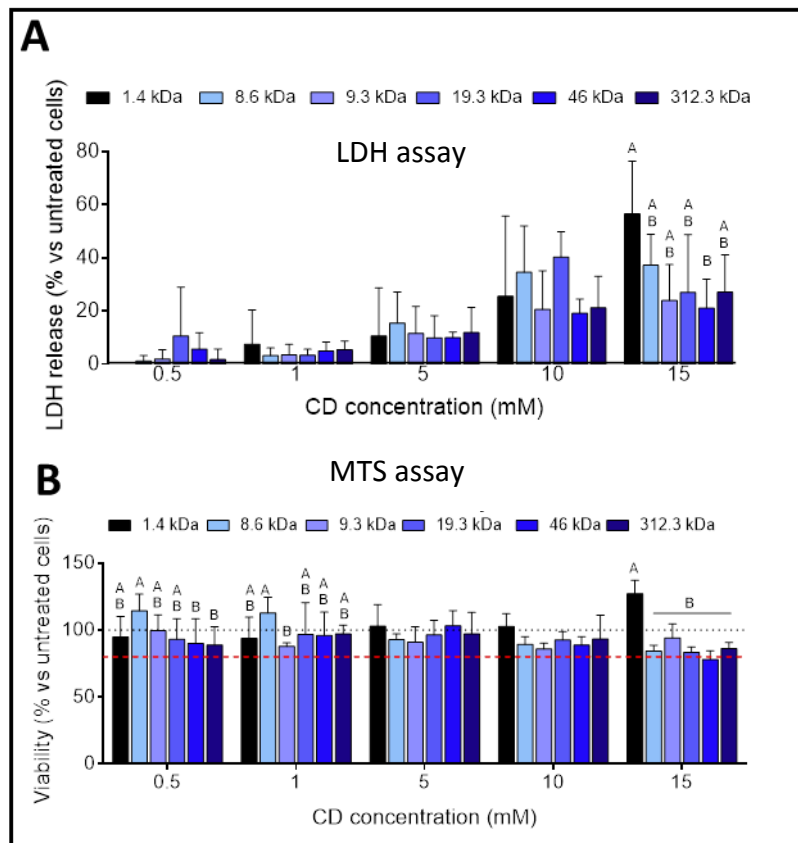 A
1.4 kDa 8.6 kDa 9.3 kDa 19.3 kDa 46 kDa 312.3 kDa
LDH assay
LDH release (% vs untreated cells)
80
60
40
20
0
A
A
B
A
B
A
B
B
A
B
0.5 1 5 10 15
CD concentration (mM)
MTS assay
B
1.4 kDa 8.6 kDa 9.3 kDa 19.3 kDa 46 kDa 312.3 kDa
Viability (% vs untreated cells)
150
100
50
0
A
B
A
A
B
A
B
B
B
A
B
A
B
A
B
A
B
A
B
A
B
0.5 1 5 10 15
CD concentration (mM)